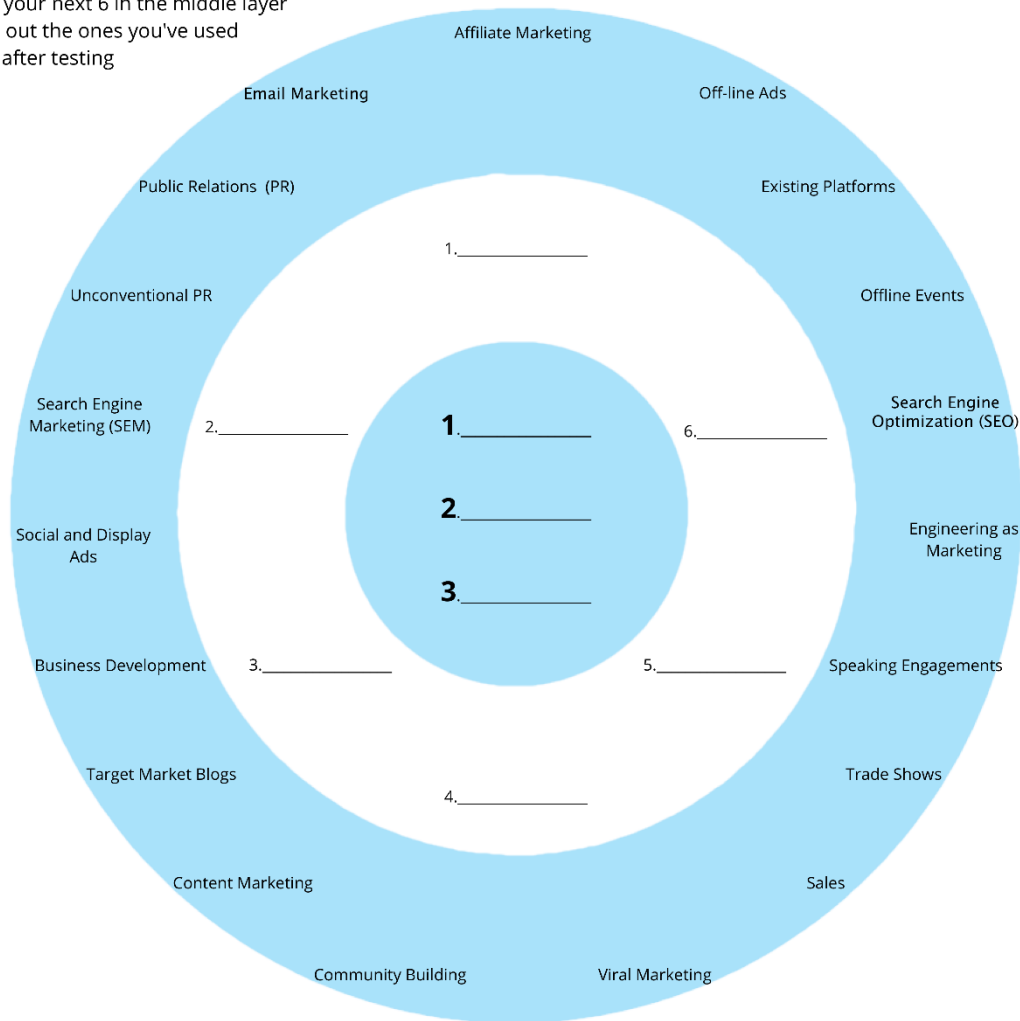 your next 6 in the middle layer
out the ones you've used
after testing
Affiliate Marketing
Email Marketing
Off-line Ads
Public Relations (PR)
Existing Platforms
1.
Unconventional PR
Offline Events
Search Engine
Marketing (SEM)
Search Engine
Optimization (SEO)
2.
1.
6.
2.
Social and Display
Ads
Engineering as
Marketing
3.
Business Development
3.
5.
Speaking Engagements
Target Market Blogs
Trade Shows
4.
Content Marketing
Sales
Community Building
Viral Marketing